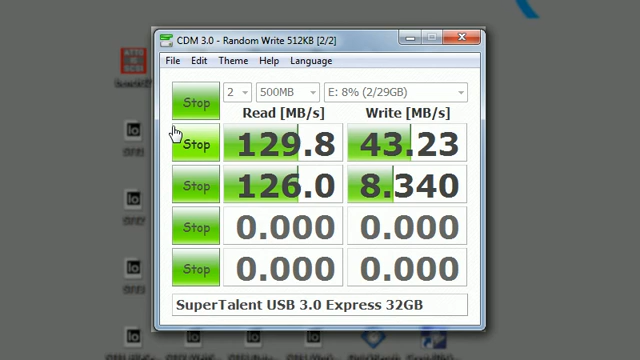 CDM 3.0 - Random Write 512KB [2/2]
File Edit Theme Help Language
Stop 2 500MB E: 8% (2/29GB)
Read [MB/s] Write [MB/s]
Stop 129.8 43.23
Stop 126.0 8.340
Stop 0.000 0.000
Stop 0.000 0.000
SuperTalent USB 3.0 Express 32GB